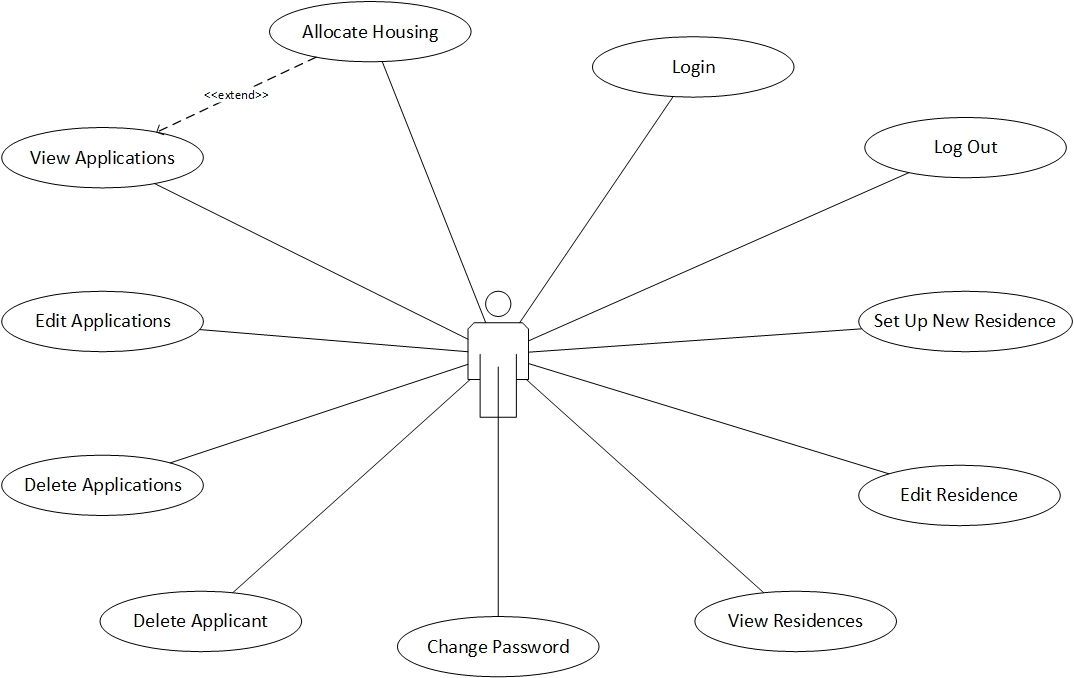 Allocate Housing
Login
<<extend>>
Log Out
View Applications
Edit Applications
Set Up New Residence
Delete Applications
Edit Residence
Delete Applicant
View Residences
Change Password